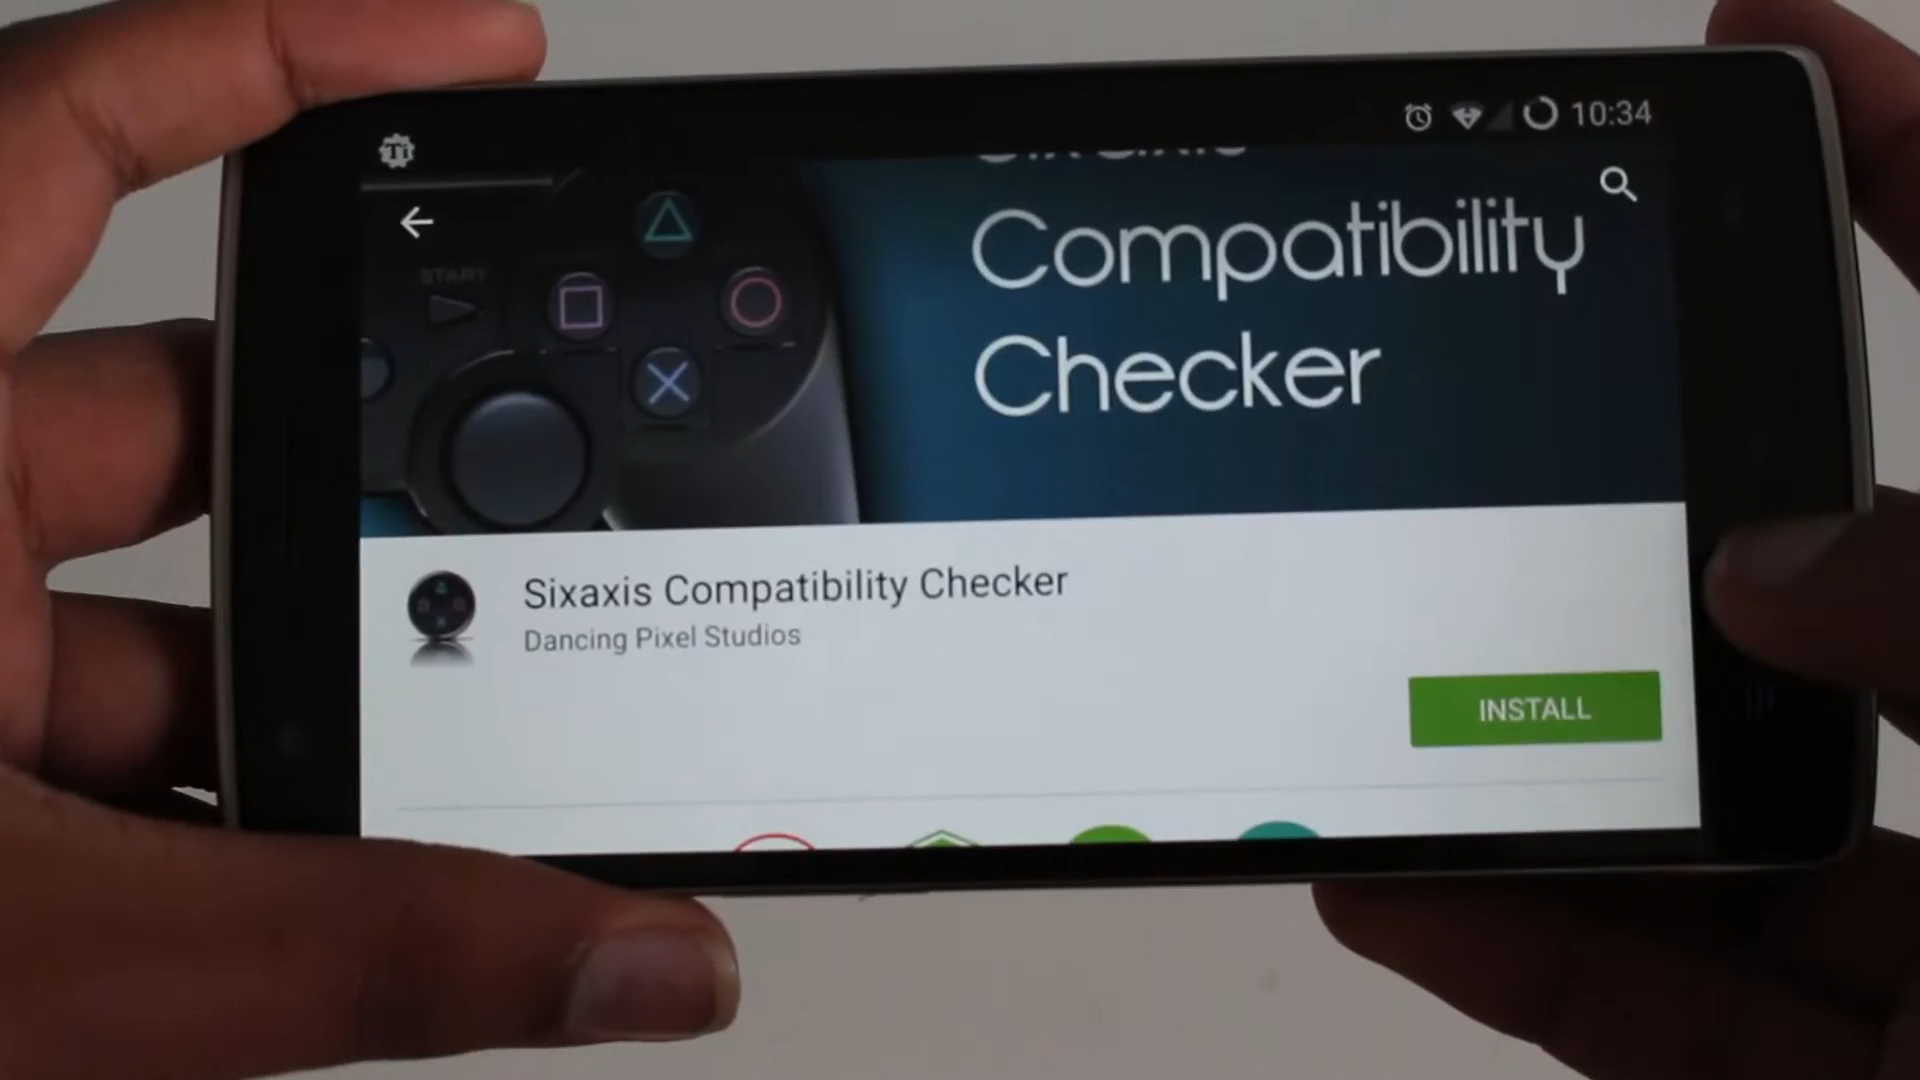 10:34
Compatibility
Checker
START
Sixaxis Compatibility Checker
Dancing Pixel Studios
INSTALL